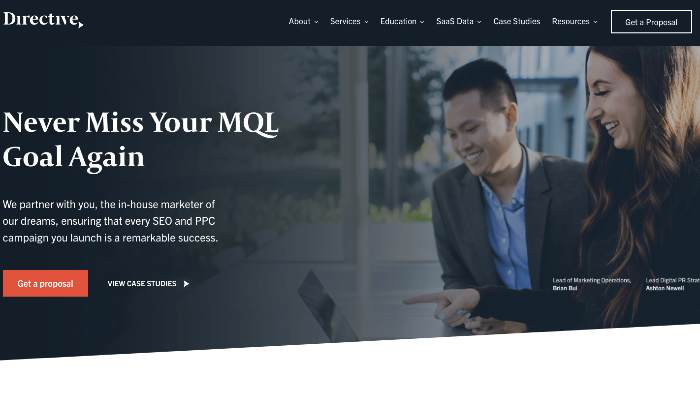 Directive
About
Services
Education
SaaS Data
Case Studies
Resources
Get a Proposal
Never Miss Your MQL
Goal Again
We partner with you, the in-house marketer of
our dreams, ensuring that every SEO and PPC
campaign you launch is a remarkable success.
Get a proposal
VIEW CASE STUDIES
Lead of Marketing Operations,
Brian Bui
Lead Digital PR Strat
Ashton Newell